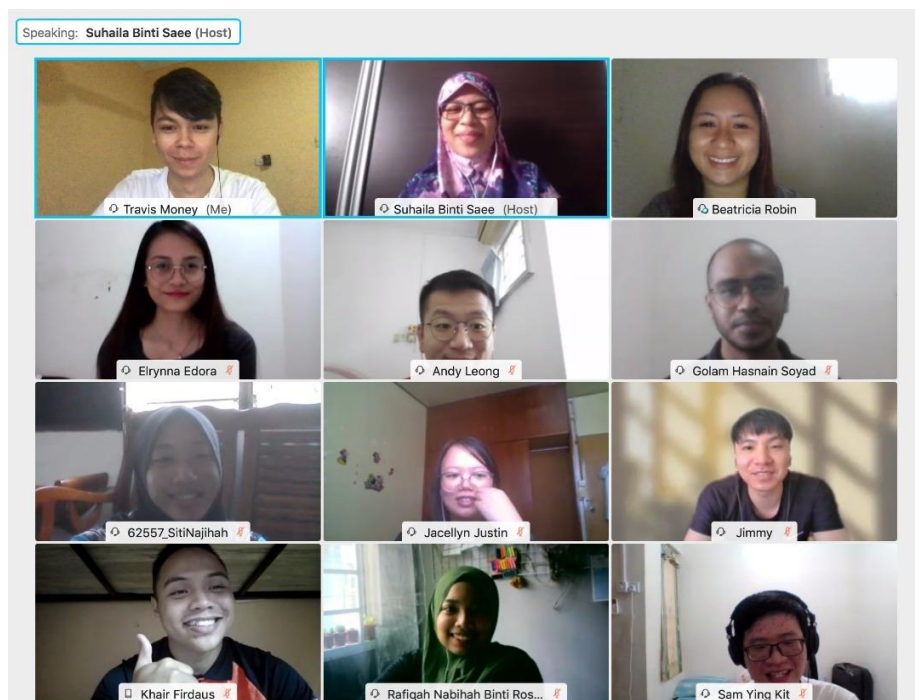 Speaking: Suhaila Binti Saee (Host)
Travis Money (Me)
Suhaila Binti Saee (Host)
Beatricia Robin
Elrynna Edora
Andy Leong
Golam Hasnain Soyad
62557_SitiNajihah
Jacellyn Justin
Jimmy
Khair Firdaus
Rafiqah Nabihah Binti Ros...
Sam Ying Kit